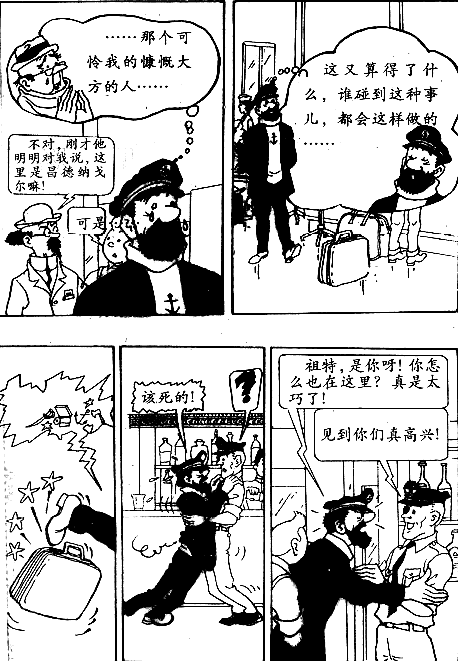 ……那个可
怜我的慷慨大
方的人……
不对，刚才他
明明对我说，这
里是昌德纳戈
尔嘛！
可是
这又算得了什
么，谁碰到这种事
儿，都会这样做的
……
该死的！
?
祖特，是你呀！你怎
么也在这里？真是太
巧了！
见到你们真高兴！